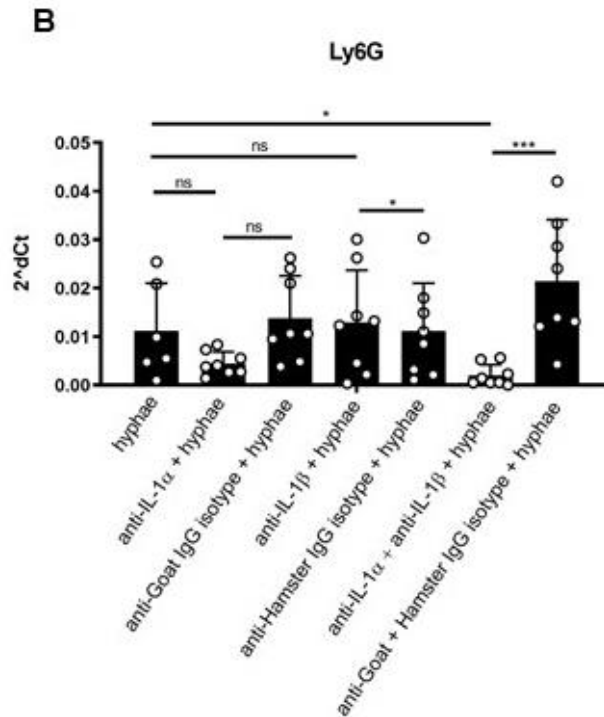 B
Ly6G
*
ns
***
ns
*
ns
2^dCt
0.05
0.04
0.03
0.02
0.01
0.00
hyphae
anti-IL-1α + hyphae
anti-Goat IgG isotype + hyphae
anti-IL-1β + hyphae
anti-Hamster IgG isotype + hyphae
anti-IL-1α + anti-IL-1β + hyphae
anti-Goat + Hamster IgG isotype + hyphae